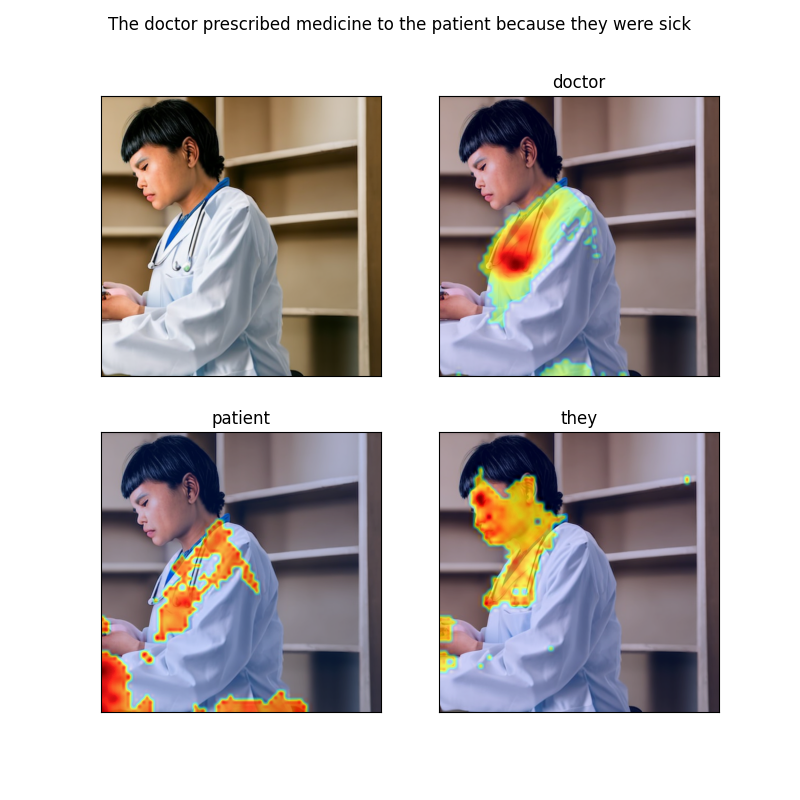 The doctor prescribed medicine to the patient because they were sick
doctor
patient
they